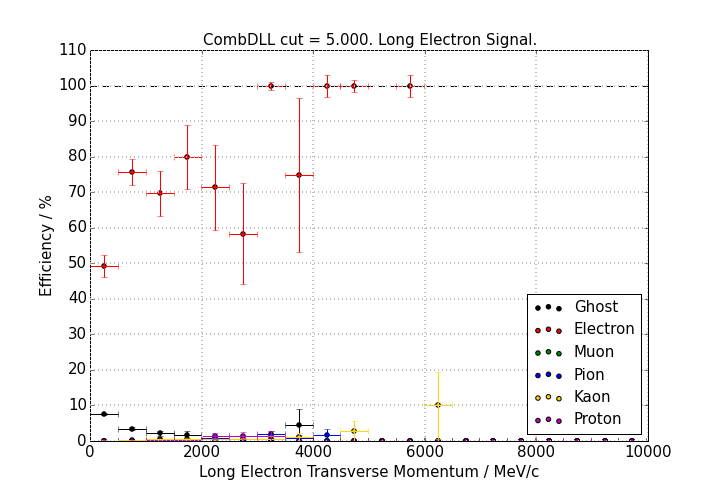 CombDLL cut = 5.000. Long Electron Signal.
110
100
90
80
70
60
50
40
30
20
10
0
Efficiency / %
Ghost
Electron
Muon
Pion
Kaon
Proton
0 2000 4000 6000 8000 10000
Long Electron Transverse Momentum / MeV/c